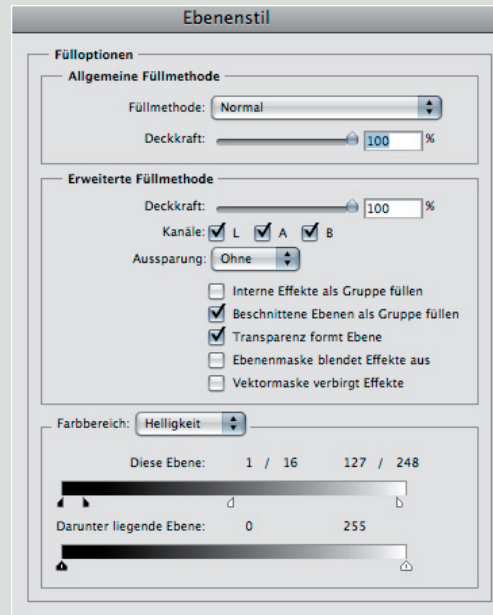 Ebenenstil
Fülloptionen
Allgemeine Füllmethode
Füllmethode: Normal
Deckkraft: 100 %
Erweiterte Füllmethode
Deckkraft: 100 %
Kanäle: L A B
Aussparung: Ohne
Interne Effekte als Gruppe füllen
Beschnittene Ebenen als Gruppe füllen
Transparenz formt Ebene
Ebenenmaske blendet Effekte aus
Vektormaske verbirgt Effekte
Farbbereich: Helligkeit
Diese Ebene: 1 / 16 127 / 248
Darunter liegende Ebene: 0 255